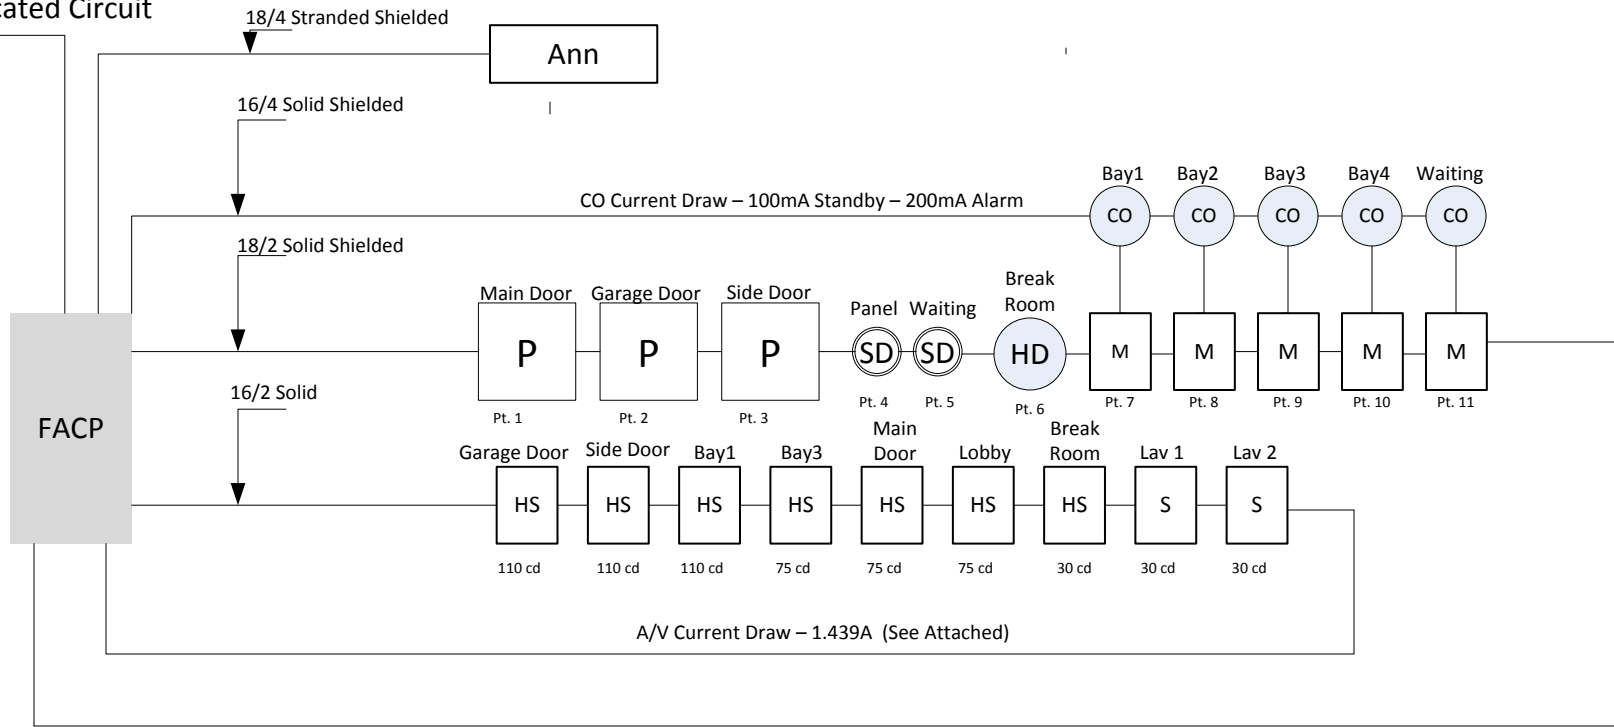 cated Circuit
18/4 Stranded Shielded
Ann
16/4 Solid Shielded
Bay1 Bay2 Bay3 Bay4 Waiting
CO Current Draw – 100mA Standby – 200mA Alarm
CO CO CO CO CO
18/2 Solid Shielded
Main Door Garage Door Side Door
Panel Waiting
Break
Room
P P P SD SD HD M M M M M
Pt. 1 Pt. 2 Pt. 3 Pt. 4 Pt. 5 Pt. 6 Pt. 7 Pt. 8 Pt. 9 Pt. 10 Pt. 11
16/2 Solid
FACP
Garage Door Side Door Bay1 Bay3
Main
Door
Lobby
Break
Room
Lav 1 Lav 2
HS HS HS HS HS HS HS S S
110 cd 110 cd 110 cd 75 cd 75 cd 75 cd 30 cd 30 cd 30 cd
A/V Current Draw – 1.439A (See Attached)